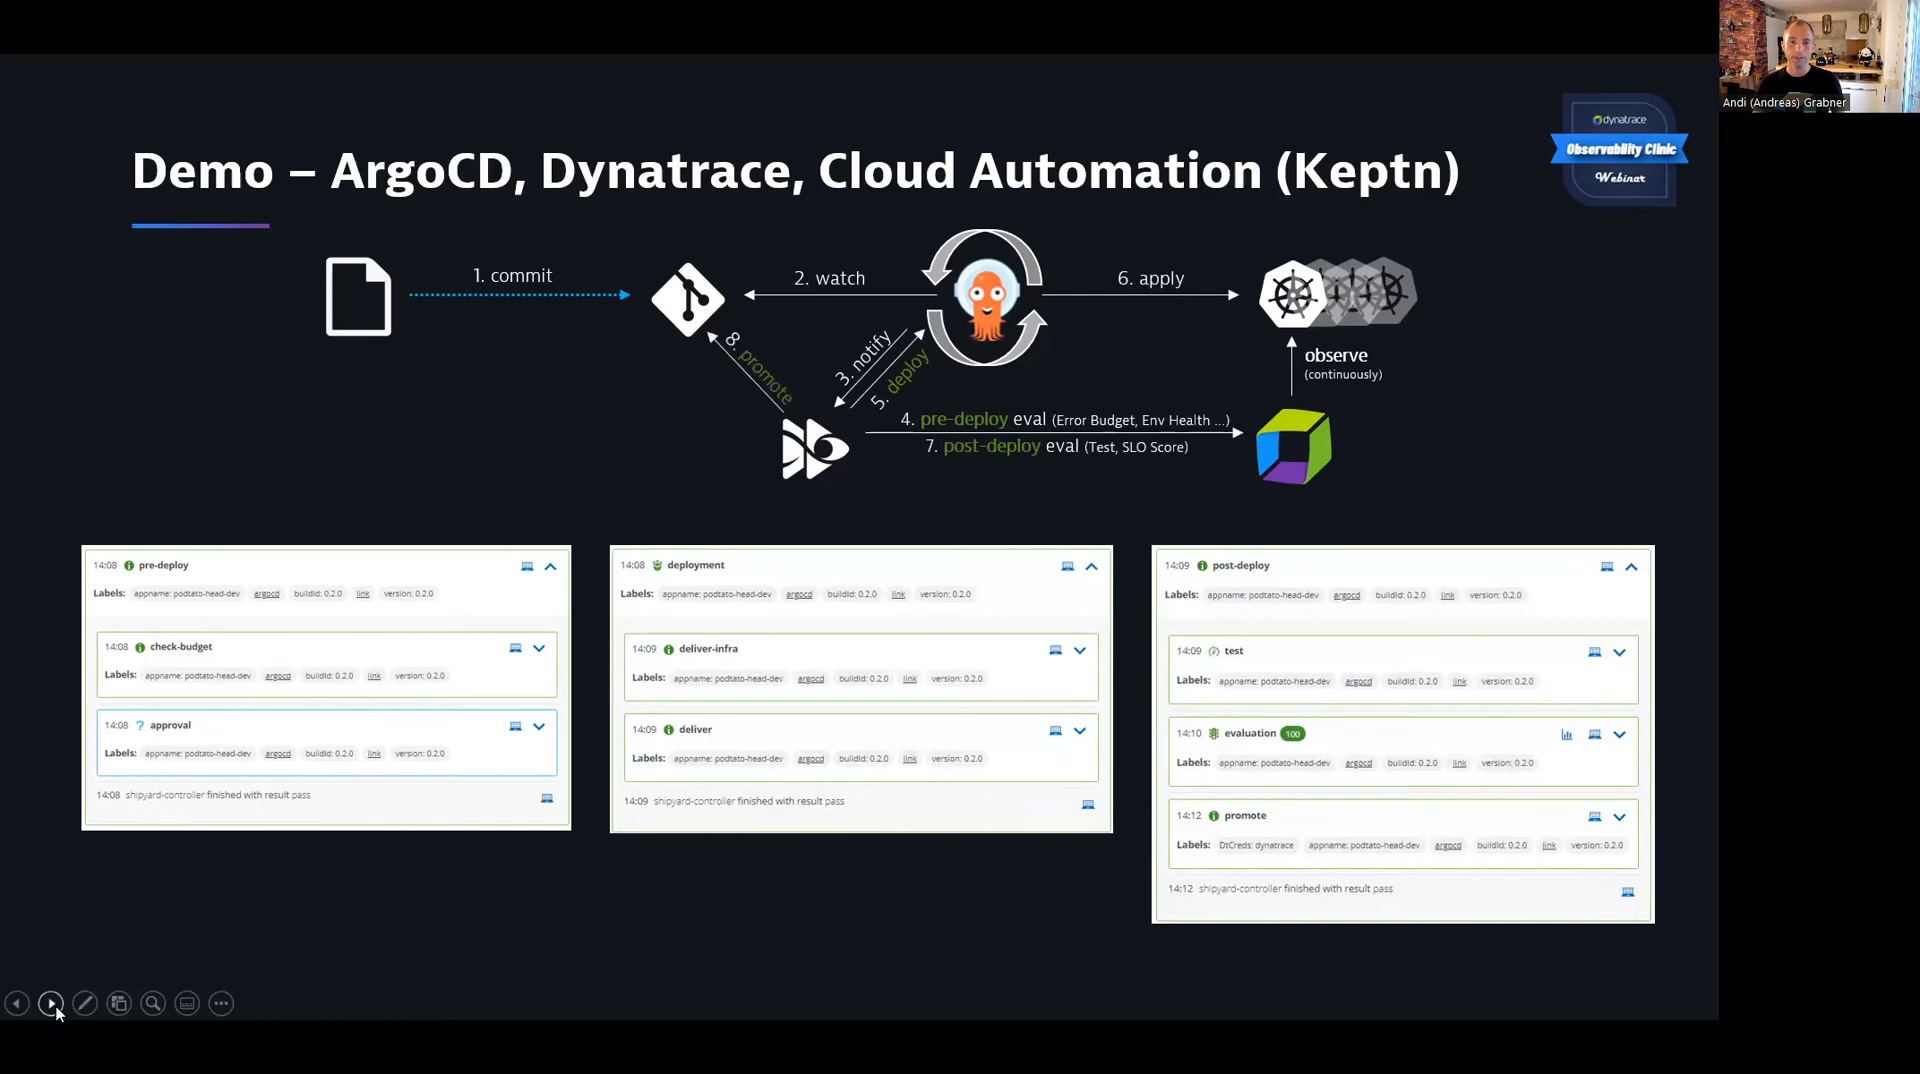 Andi (Andreas) Grabner
dynatrace
Observability Clinic
Webinar
Demo – ArgoCD, Dynatrace, Cloud Automation (Keptn)
1. commit
2. watch
6. apply
8. promote
3. notify
5. deploy
observe
(continuously)
4. pre-deploy eval (Error Budget, Env Health ...)
7. post-deploy eval (Test, SLO Score)
14:08 pre-deploy
Labels: appname: podtato-head-dev argocd buildId: 0.2.0 link version: 0.2.0
14:08 check-budget
Labels: appname: podtato-head-dev argocd buildId: 0.2.0 link version: 0.2.0
14:08 ? approval
Labels: appname: podtato-head-dev argocd buildId: 0.2.0 link version: 0.2.0
14:08 shipyard-controller finished with result pass
14:08 deployment
Labels: appname: podtato-head-dev argocd buildId: 0.2.0 link version: 0.2.0
14:09 deliver-infra
Labels: appname: podtato-head-dev argocd buildId: 0.2.0 link version: 0.2.0
14:09 deliver
Labels: appname: podtato-head-dev argocd buildId: 0.2.0 link version: 0.2.0
14:09 shipyard-controller finished with result pass
14:09 post-deploy
Labels: appname: podtato-head-dev argocd buildId: 0.2.0 link version: 0.2.0
14:09 test
Labels: appname: podtato-head-dev argocd buildId: 0.2.0 link version: 0.2.0
14:10 evaluation 100
Labels: appname: podtato-head-dev argocd buildId: 0.2.0 link version: 0.2.0
14:12 promote
Labels: DtCreds: dynatrace appname: podtato-head-dev argocd buildId: 0.2.0 link version: 0.2.0
14:12 shipyard-controller finished with result pass